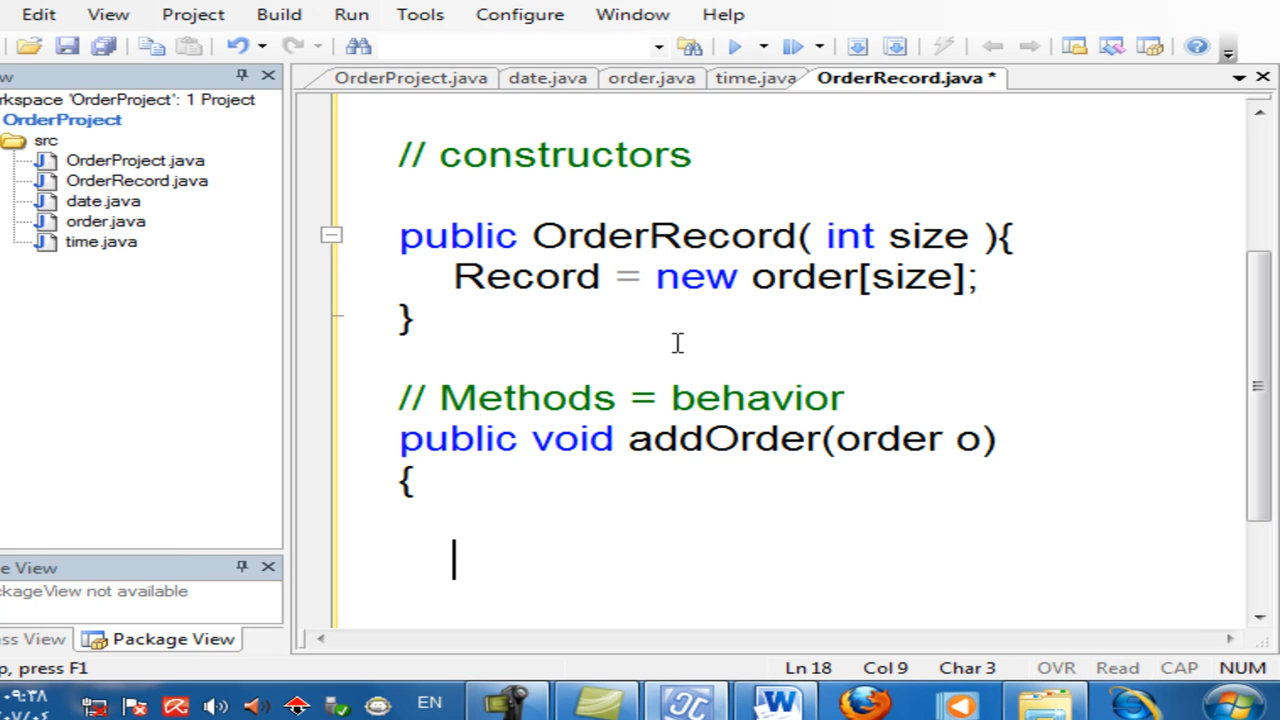 Edit View Project Build Run Tools Configure Window Help
OrderProject.java date.java order.java time.java OrderRecord.java *
rkspace 'OrderProject': 1 Project
OrderProject
src
OrderProject.java
OrderRecord.java
date.java
order.java
time.java
// constructors
public OrderRecord( int size ){
Record = new order[size];
}
// Methods = behavior
public void addOrder(order o)
{
e View
ckageView not available
ss View Package View
p, press F1 Ln 18 Col 9 Char 3 OVR Read CAP NUM
٠٩:٣٨ EN